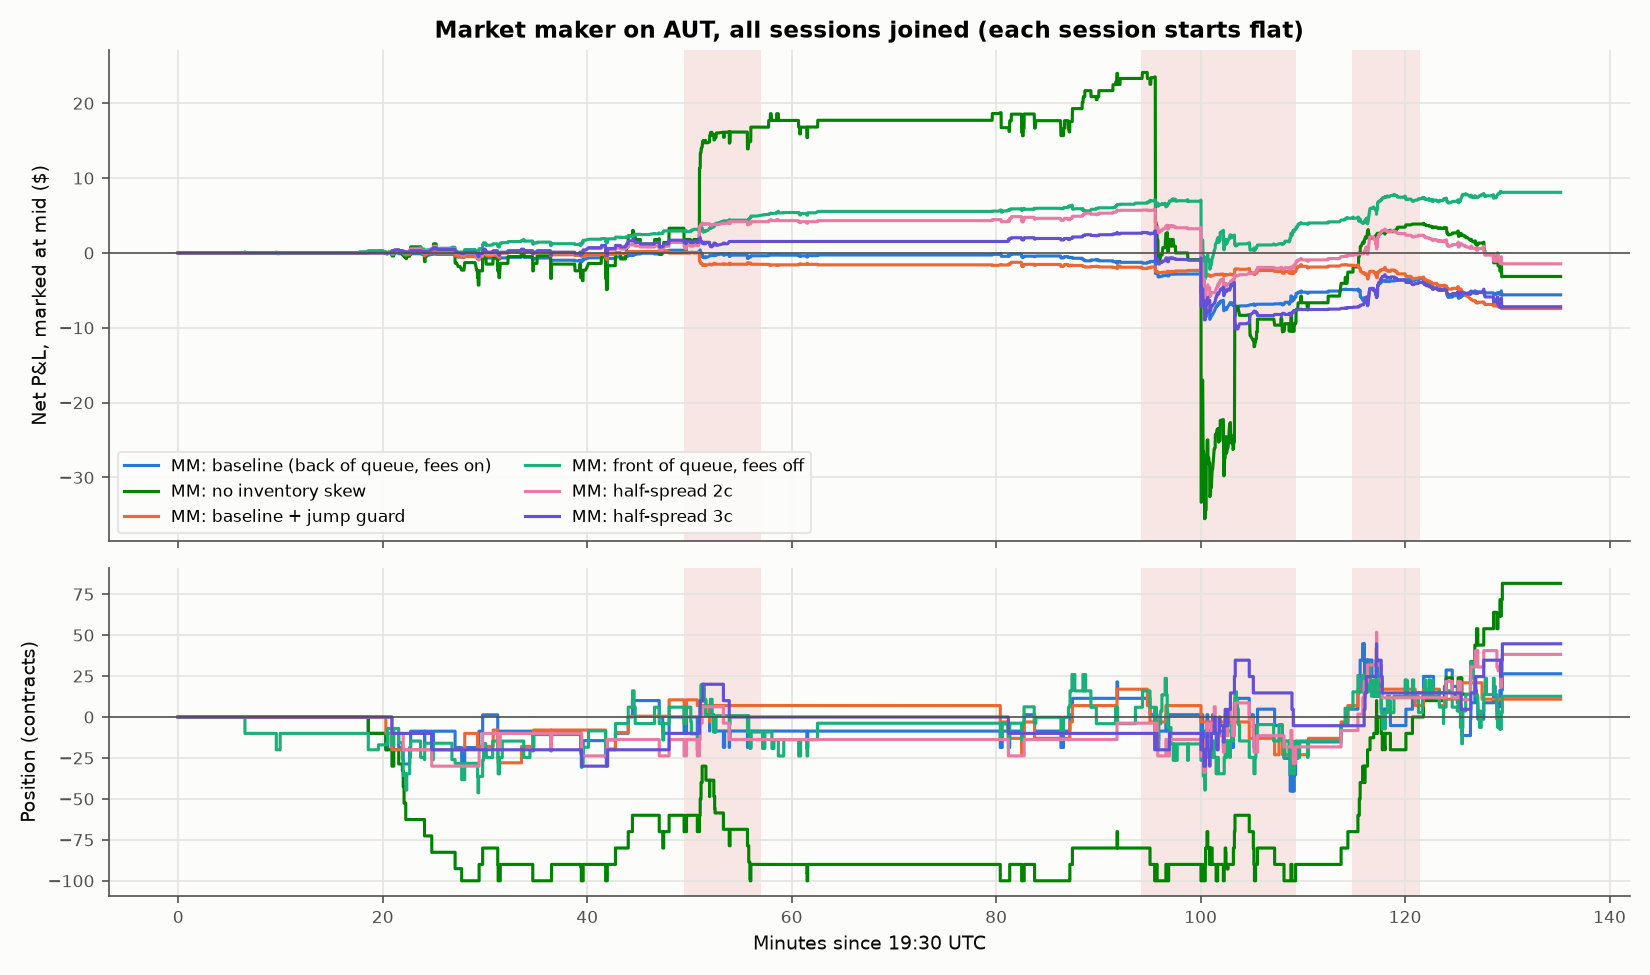 Market maker on AUT, all sessions joined (each session starts flat)
Net P&L, marked at mid ($)
20
10
0
−10
−20
−30
MM: baseline (back of queue, fees on)
MM: no inventory skew
MM: baseline + jump guard
MM: front of queue, fees off
MM: half-spread 2c
MM: half-spread 3c
Position (contracts)
75
50
25
0
−25
−50
−75
−100
0 20 40 60 80 100 120 140
Minutes since 19:30 UTC